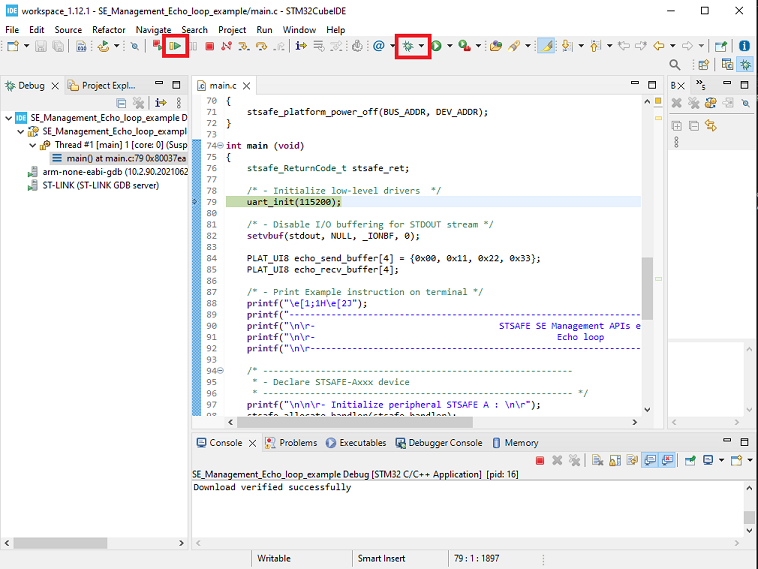 workspace_1.12.1 - SE_Management_Echo_loop_example/main.c - STM32CubeIDE
File Edit Source Refactor Navigate Search Project Run Window Help
Debug Project Expl...
SE_Management_Echo_loop_example D
SE_Management_Echo_loop_exampl
Thread #1 [main] 1 [core: 0] (Susp
main() at main.c:79 0x80037ea
arm-none-eabi-gdb (10.2.90.2021062
ST-LINK (ST-LINK GDB server)
main.c
70 {
71 stsafe_platform_power_off(BUS_ADDR, DEV_ADDR);
72 }
73
74 int main (void)
75 {
76 stsafe_ReturnCode_t stsafe_ret;
77
78 /* - Initialize low-level drivers */
79 uart_init(115200);
80
81 /* - Disable I/O buffering for STDOUT stream */
82 setvbuf(stdout, NULL, _IONBF, 0);
83
84 PLAT_UI8 echo_send_buffer[4] = {0x00, 0x11, 0x22, 0x33};
85 PLAT_UI8 echo_recv_buffer[4];
86
87 /* - Print Example instruction on terminal */
88 printf("\e[1;1H\e[2J");
89 printf("----------------------------------------------------------------
90 printf("\n\r- STSAFE SE Management APIs e
91 printf("\n\r- Echo loop
92 printf("\n\r------------------------------------------------------------
93
94 /* -----------------------------------------------------------
95 * - Declare STSAFE-Axxx device
96 * ----------------------------------------------------------- */
97 printf("\n\n\r- Initialize peripheral STSAFE A : \n\r");
98 stsafe_allocate_handler(stsafe_handler);
Console Problems Executables Debugger Console Memory
SE_Management_Echo_loop_example Debug [STM32 C/C++ Application] [pid: 16]
Download verified successfully
Writable Smart Insert 79 : 1 : 1897